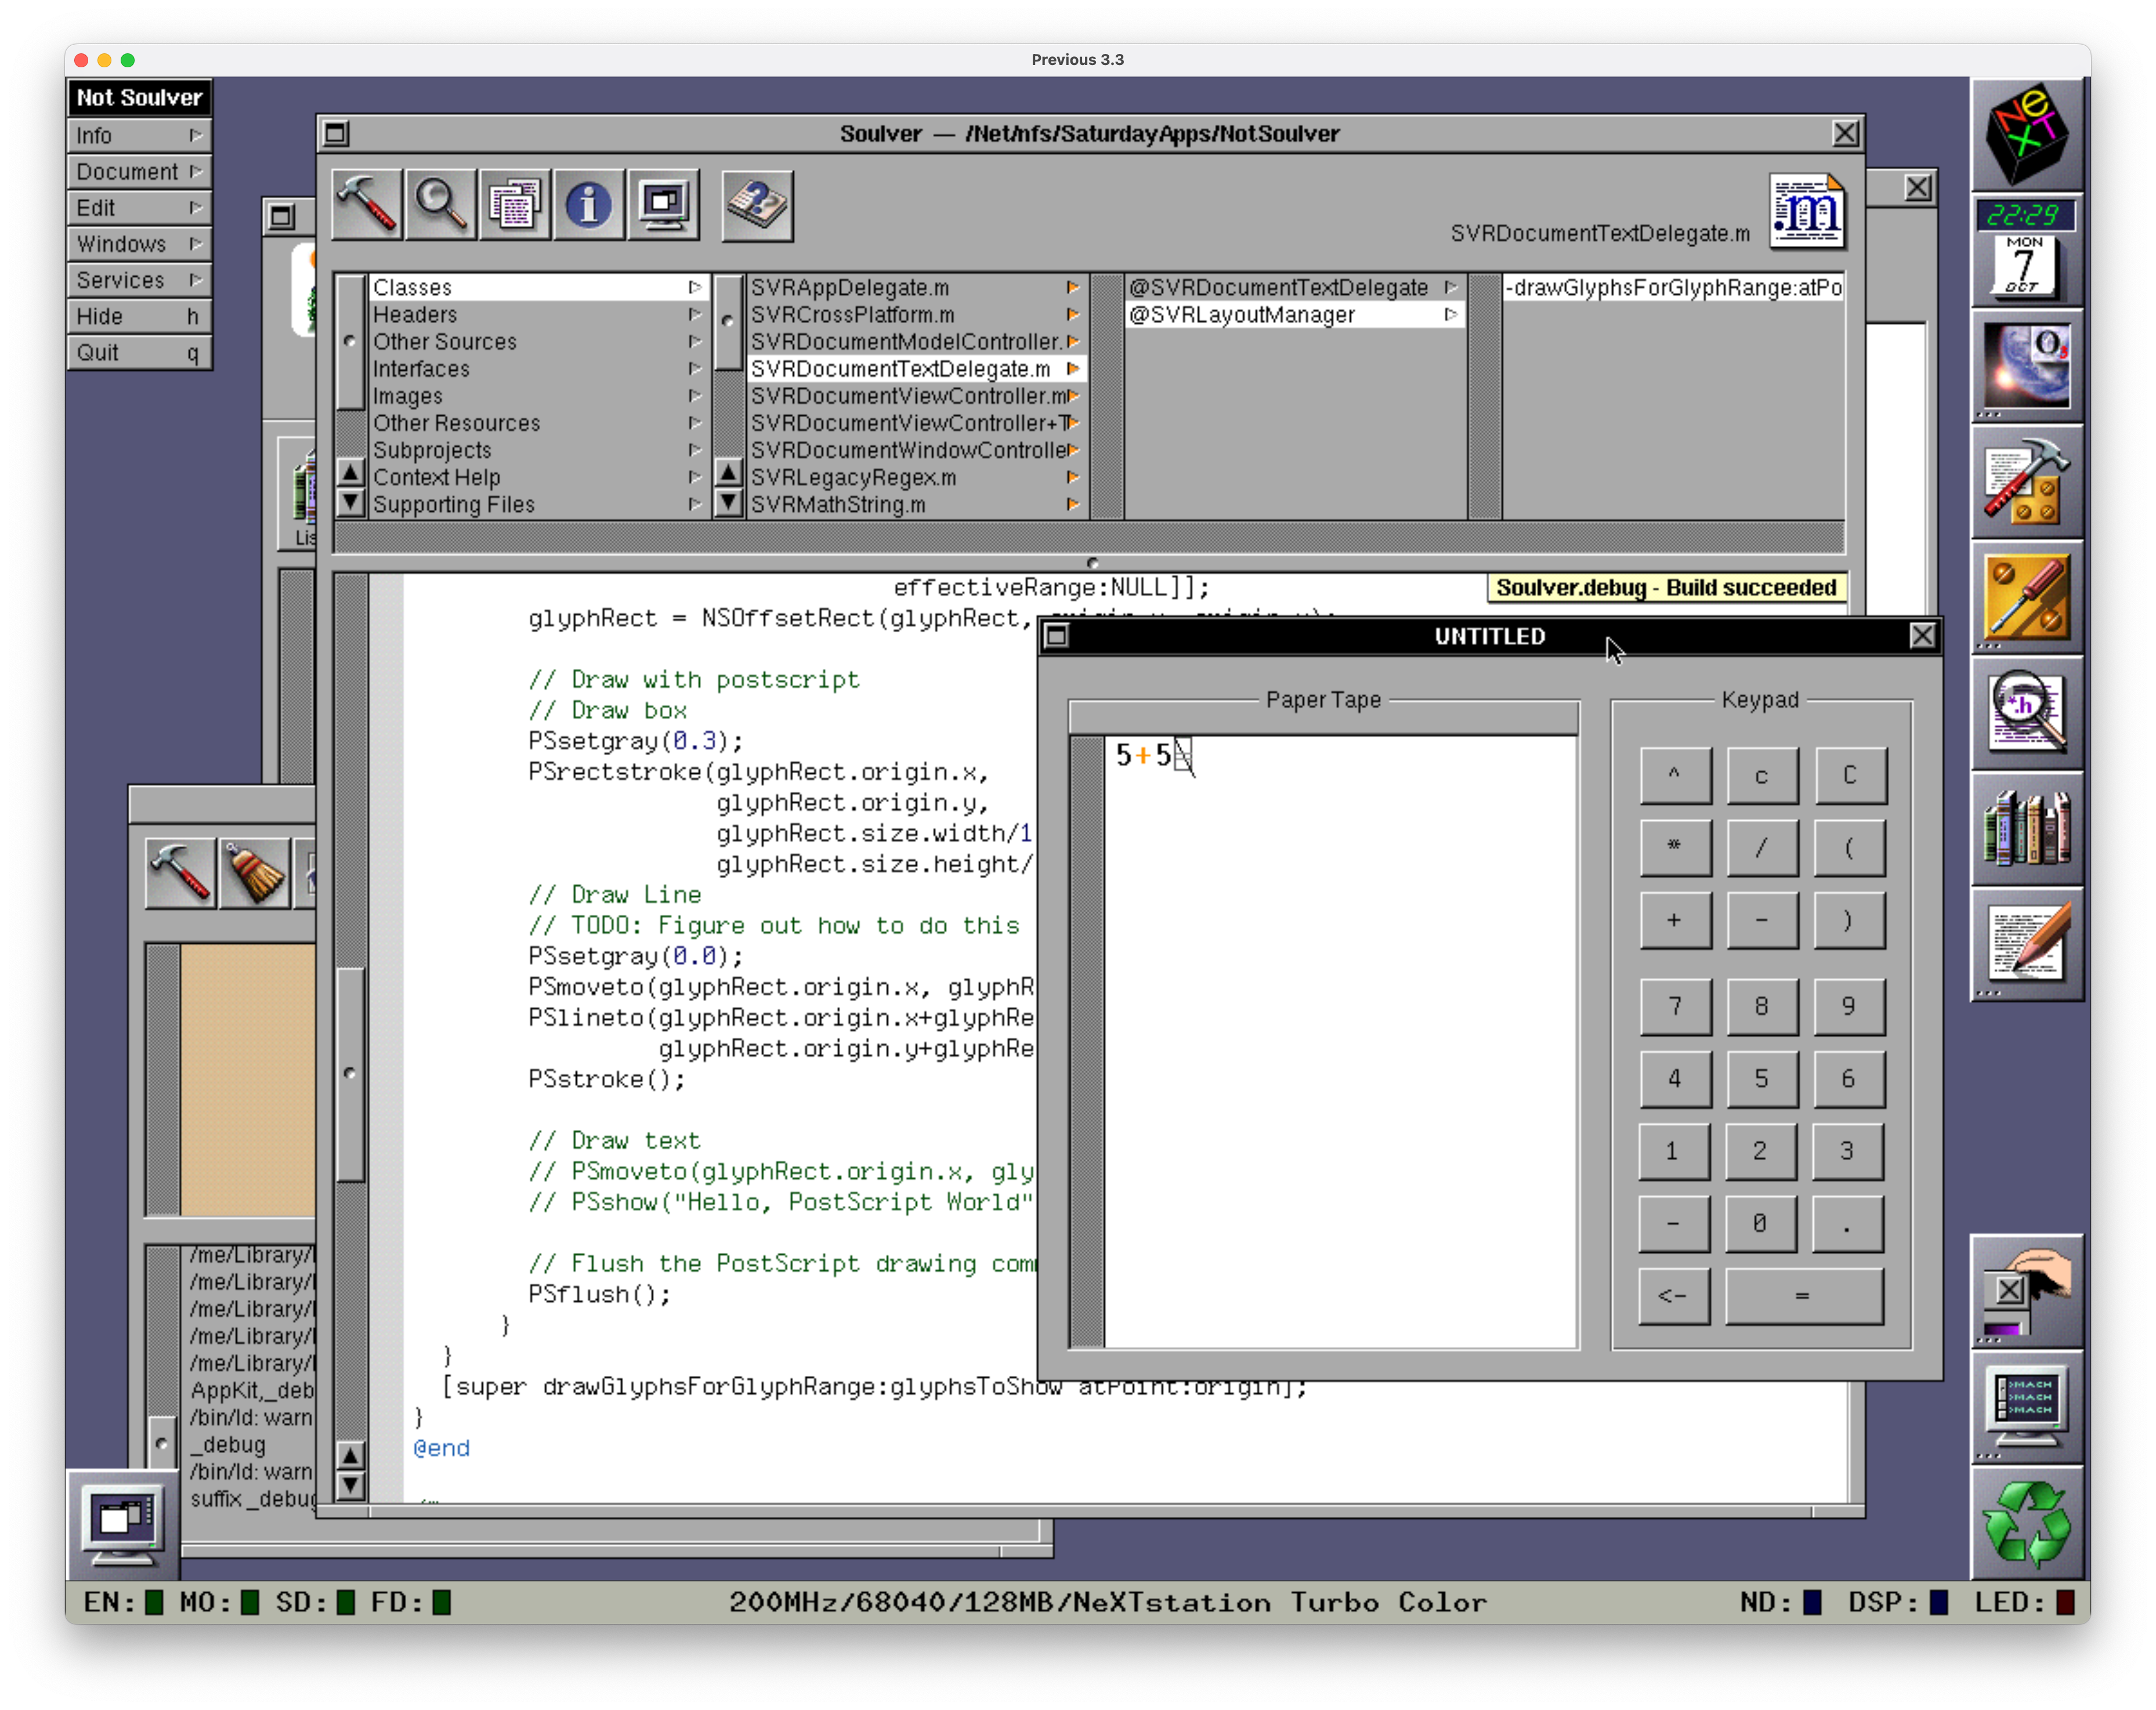 Previous 3.3
Not Soulver
Info
Document
Edit
Windows
Services
Hide h
Quit q
Soulver — /Net/nfs/SaturdayApps/NotSoulver
SVRDocumentTextDelegate.m
.m
Classes
Headers
Other Sources
Interfaces
Images
Other Resources
Subprojects
Context Help
Supporting Files
SVRAppDelegate.m
SVRCrossPlatform.m
SVRDocumentModelController.
SVRDocumentTextDelegate.m
SVRDocumentViewController.m
SVRDocumentViewController+T
SVRDocumentWindowControlle
SVRLegacyRegex.m
SVRMathString.m
@SVRDocumentTextDelegate
@SVRLayoutManager
-drawGlyphsForGlyphRange:atPo
Lis
effectiveRange:NULL]];
Soulver.debug - Build succeeded
glyphRect = NSOffsetRect(glyphRect, origin.x, origin.y);
// Draw with postscript
// Draw box
PSsetgray(0.3);
PSrectstroke(glyphRect.origin.x,
glyphRect.origin.y,
glyphRect.size.width/1
glyphRect.size.height/
// Draw Line
// TODO: Figure out how to do this
PSsetgray(0.0);
PSmoveto(glyphRect.origin.x, glyphR
PSlineto(glyphRect.origin.x+glyphRe
glyphRect.origin.y+glyphRe
PSstroke();
// Draw text
// PSmoveto(glyphRect.origin.x, gly
// PSshow("Hello, PostScript World"
// Flush the PostScript drawing com
PSflush();
}
}
[super drawGlyphsForGlyphRange:glyphsToShow atPoint:origin];
}
@end
UNTITLED
Paper Tape
5+5
Keypad
^ c C
* / (
+ - )
7 8 9
4 5 6
1 2 3
- 0 .
<- =
/me/Library/
/me/Library/
/me/Library/
/me/Library/
/me/Library/
AppKit,_deb
/bin/ld: warn
_debug
/bin/ld: warn
suffix _debug
NeXT
22:29
MON
7
OCT
O
*.h
>MACH
>MACH
>MACH
EN: MO: SD: FD:
200MHz/68040/128MB/NeXTstation Turbo Color
ND: DSP: LED: